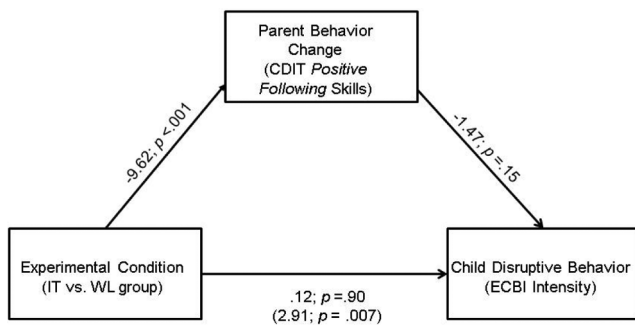 Parent Behavior
Change
(CDIT Positive
Following Skills)
-9.62; p <.001
-1.47; p =.15
Experimental Condition
(IT vs. WL group)
Child Disruptive Behavior
(ECBI Intensity)
.12; p =.90
(2.91; p = .007)